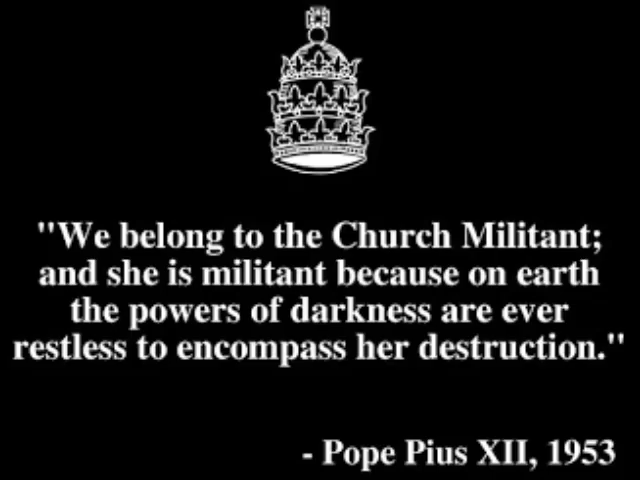 "We belong to the Church Militant;
and she is militant because on earth
the powers of darkness are ever
restless to encompass her destruction."
- Pope Pius XII, 1953